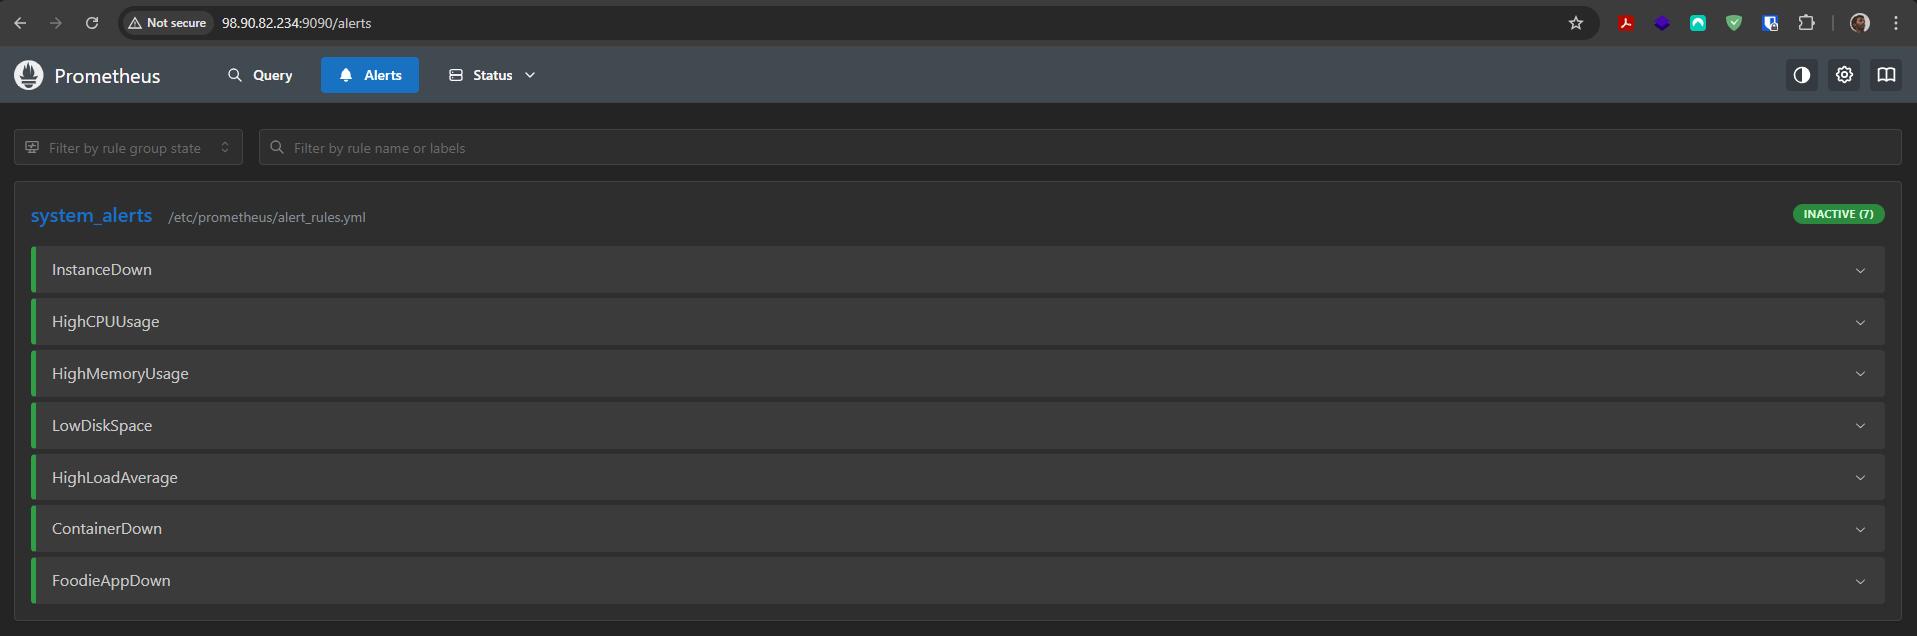 Not secure 98.90.82.234:9090/alerts
Prometheus Query Alerts Status
Filter by rule group state Filter by rule name or labels
system_alerts /etc/prometheus/alert_rules.yml INACTIVE (7)
InstanceDown
HighCPUUsage
HighMemoryUsage
LowDiskSpace
HighLoadAverage
ContainerDown
FoodieAppDown